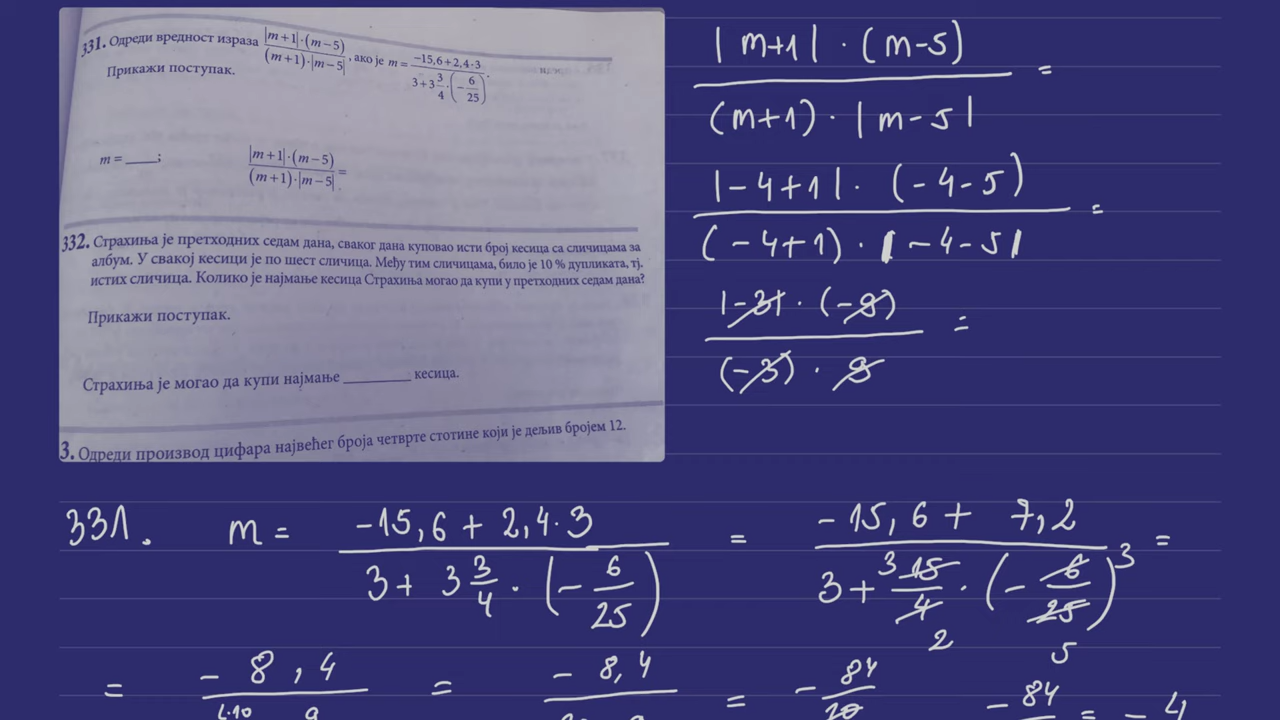 331. Одреди вредност израза |m+1|·(m−5) / (m+1)·|m−5|, ако је m = −15,6+2,4·3 / 3+3 3/4·(−6/25).
Прикажи поступак.
m = ____; |m+1|·(m−5) / (m+1)·|m−5| =
332. Страхиња је претходних седам дана, сваког дана куповао исти број кесица са сличицама за
албум. У свакој кесици је по шест сличица. Међу тим сличицама, било је 10 % дупликата, тј.
истих сличица. Колико је најмање кесица Страхиња могао да купи у претходних седам дана?
Прикажи поступак.
Страхиња је могао да купи најмање ________ кесица.
3. Одреди производ цифара највећег броја четврте стотине који је дељив бројем 12.
|m+1| · (m−5) / (m+1) · |m−5| =
|−4+1| · (−4−5) / (−4+1) · |−4−5| =
|−3| · (−9) / (−3) · 9 =
331. m = −15,6 + 2,4·3 / 3 + 3 3/4 · (−6/25) = −15,6 + 7,2 / 3 + 3 15/4 2 · (−6/25 5) 3 =
= −8,4 / = −8,4 / = −84 / −84 / = −4